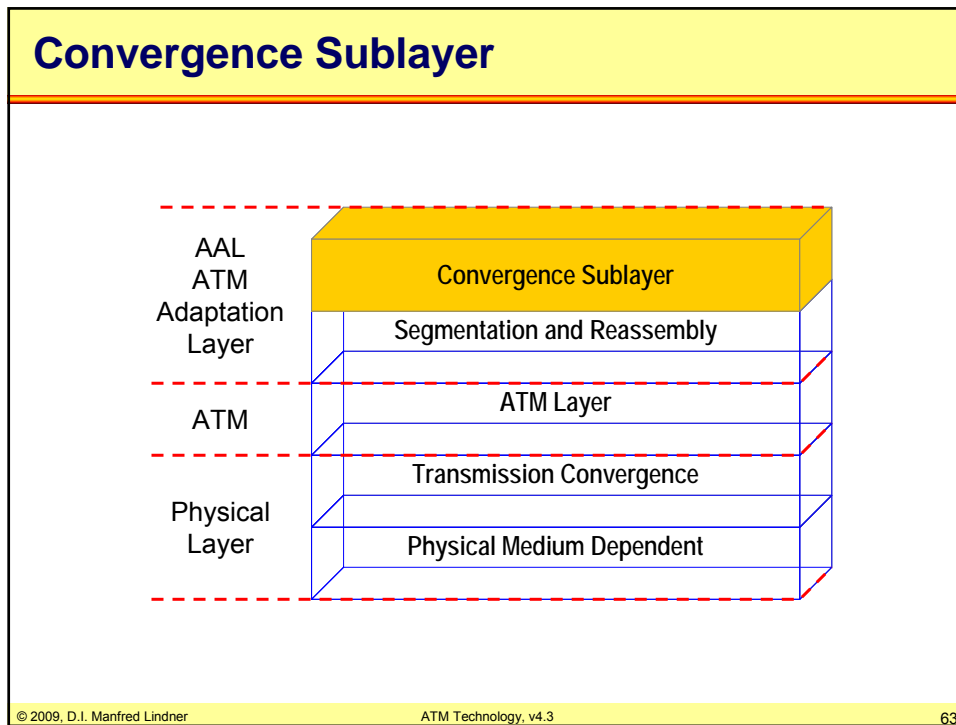 Convergence Sublayer
AAL
ATM
Adaptation
Layer
Convergence Sublayer
Segmentation and Reassembly
ATM
ATM Layer
Physical
Layer
Transmission Convergence
Physical Medium Dependent
© 2009, D.I. Manfred Lindner
ATM Technology, v4.3
63